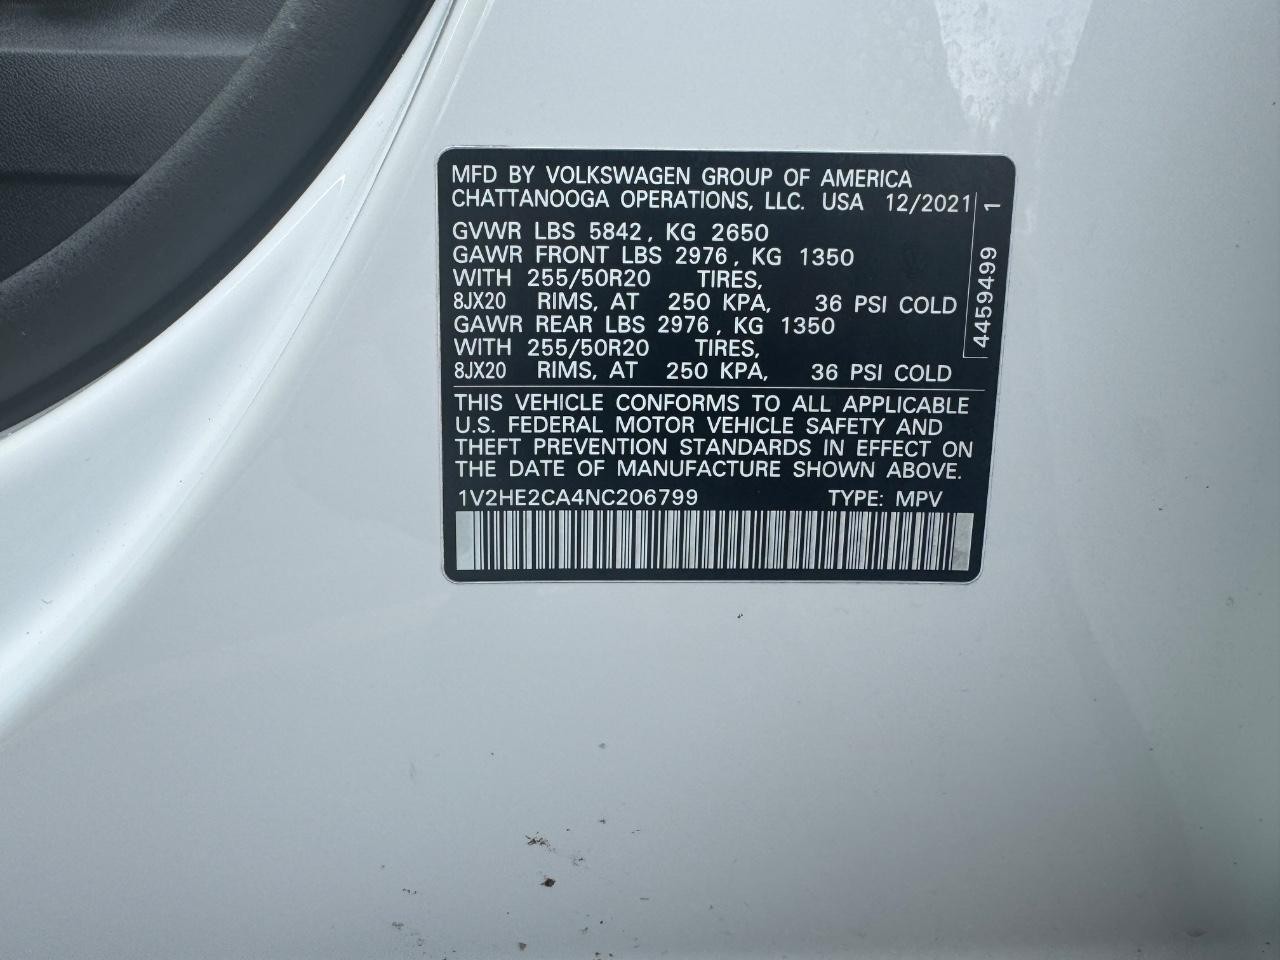 MFD BY VOLKSWAGEN GROUP OF AMERICA
CHATTANOOGA OPERATIONS, LLC. USA 12/2021
GVWR LBS 5842, KG 2650
GAWR FRONT LBS 2976, KG 1350
WITH 255/50R20 TIRES,
8JX20 RIMS, AT 250 KPA, 36 PSI COLD
GAWR REAR LBS 2976, KG 1350
WITH 255/50R20 TIRES,
8JX20 RIMS, AT 250 KPA, 36 PSI COLD
4459499 1
THIS VEHICLE CONFORMS TO ALL APPLICABLE
U.S. FEDERAL MOTOR VEHICLE SAFETY AND
THEFT PREVENTION STANDARDS IN EFFECT ON
THE DATE OF MANUFACTURE SHOWN ABOVE.
1V2HE2CA4NC206799 TYPE: MPV